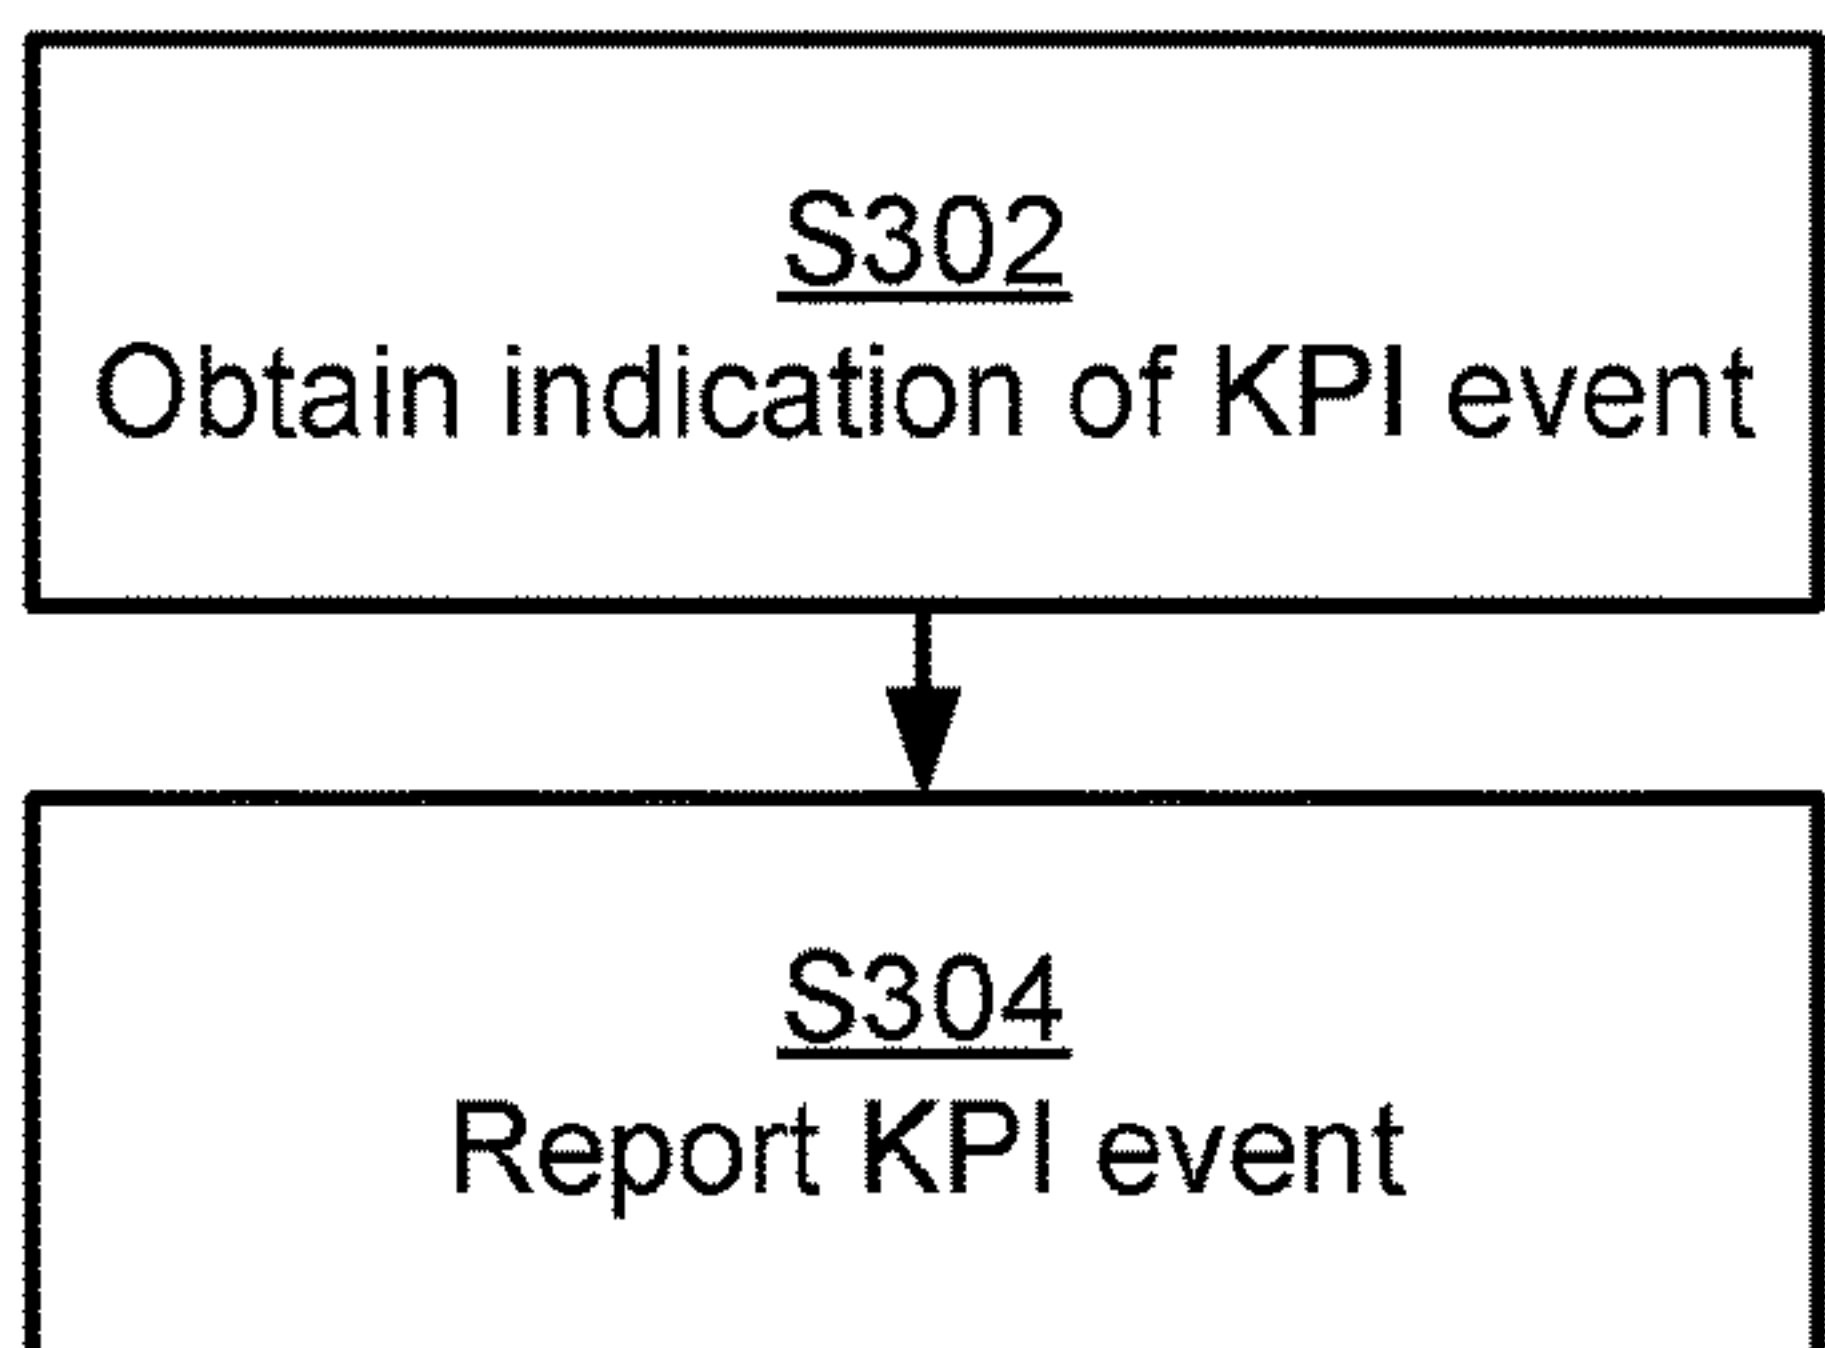 S302
Obtain indication of KPI event
S304
Report KPI event